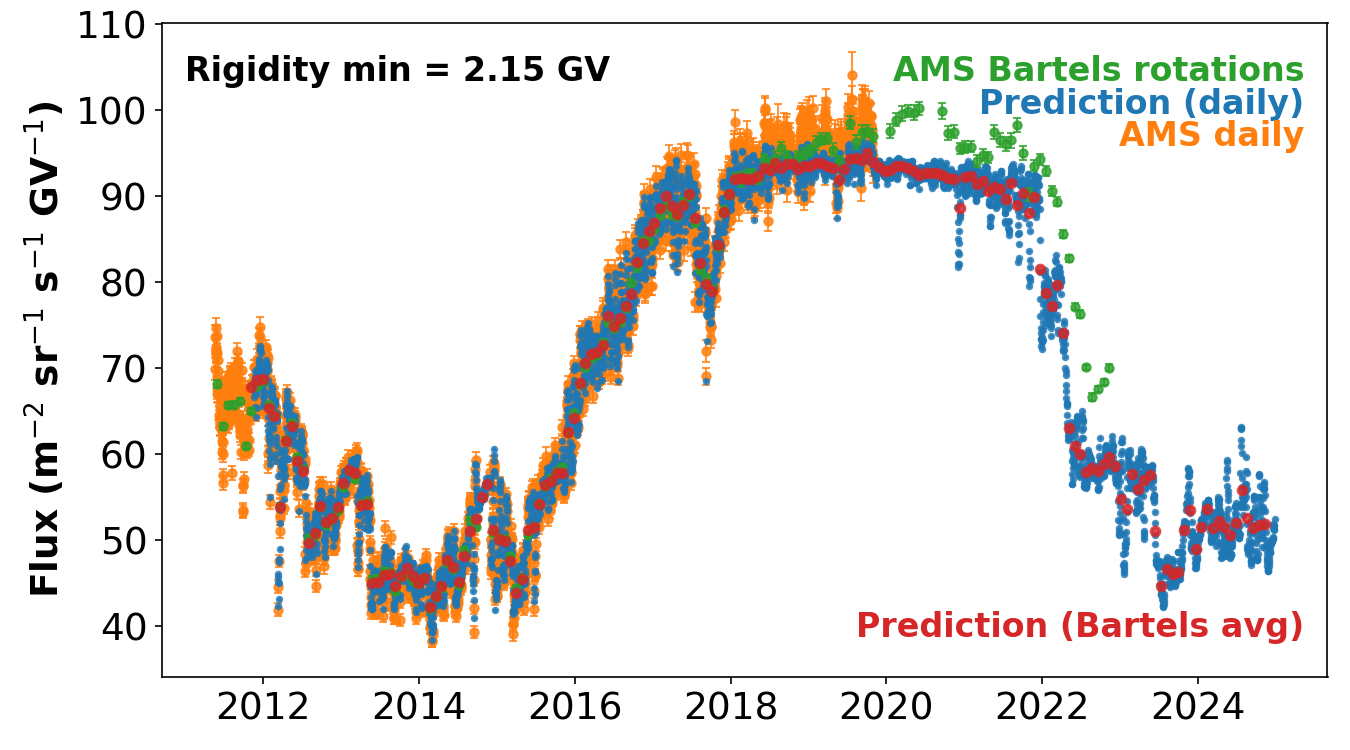 110
100
90
80
70
60
50
40
Flux (m⁻² sr⁻¹ s⁻¹ GV⁻¹)
Rigidity min = 2.15 GV
AMS Bartels rotations
Prediction (daily)
AMS daily
Prediction (Bartels avg)
2012 2014 2016 2018 2020 2022 2024